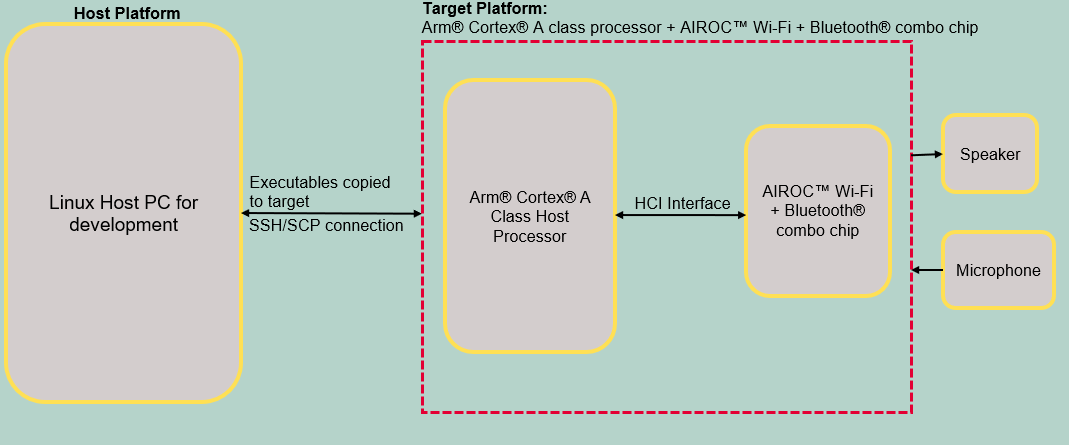 Host Platform
Target Platform:
Arm® Cortex® A class processor + AIROC™ Wi-Fi + Bluetooth® combo chip
Linux Host PC for
development
Executables copied
to target
SSH/SCP connection
Arm® Cortex® A
Class Host
Processor
HCI Interface
AIROC™ Wi-Fi
+ Bluetooth®
combo chip
Speaker
Microphone